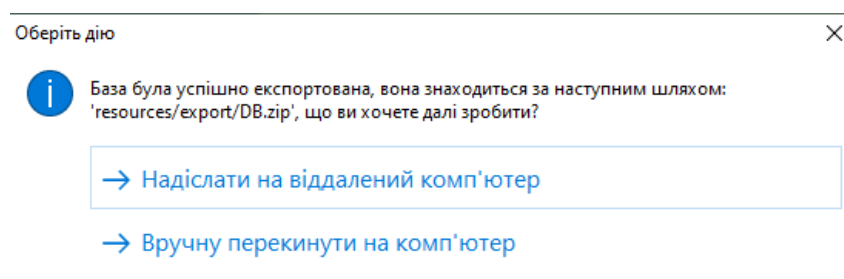 Оберіть дію
База була успішно експортована, вона знаходиться за наступним шляхом:
'resources/export/DB.zip', що ви хочете далі зробити?
Надіслати на віддалений комп'ютер
Вручну перекинути на комп'ютер